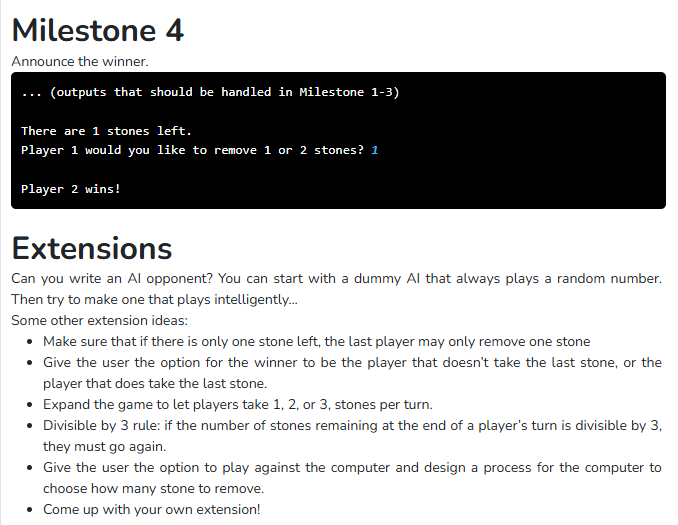 Milestone 4
Announce the winner.
... (outputs that should be handled in Milestone 1-3)
There are 1 stones left.
Player 1 would you like to remove 1 or 2 stones? 1
Player 2 wins!
Extensions
Can you write an AI opponent? You can start with a dummy AI that always plays a random number.
Then try to make one that plays intelligently…
Some other extension ideas:
• Make sure that if there is only one stone left, the last player may only remove one stone
• Give the user the option for the winner to be the player that doesn't take the last stone, or the
player that does take the last stone.
• Expand the game to let players take 1, 2, or 3, stones per turn.
• Divisible by 3 rule: if the number of stones remaining at the end of a player's turn is divisible by 3,
they must go again.
• Give the user the option to play against the computer and design a process for the computer to
choose how many stone to remove.
• Come up with your own extension!